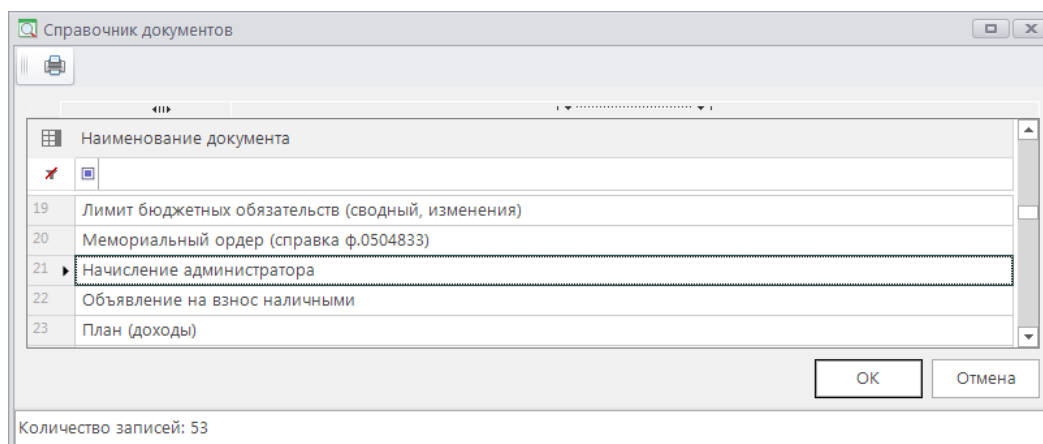 Справочник документов
Наименование документа
19 Лимит бюджетных обязательств (сводный, изменения)
20 Мемориальный ордер (справка ф.0504833)
21 Начисление администратора
22 Объявление на взнос наличными
23 План (доходы)
ОК Отмена
Количество записей: 53